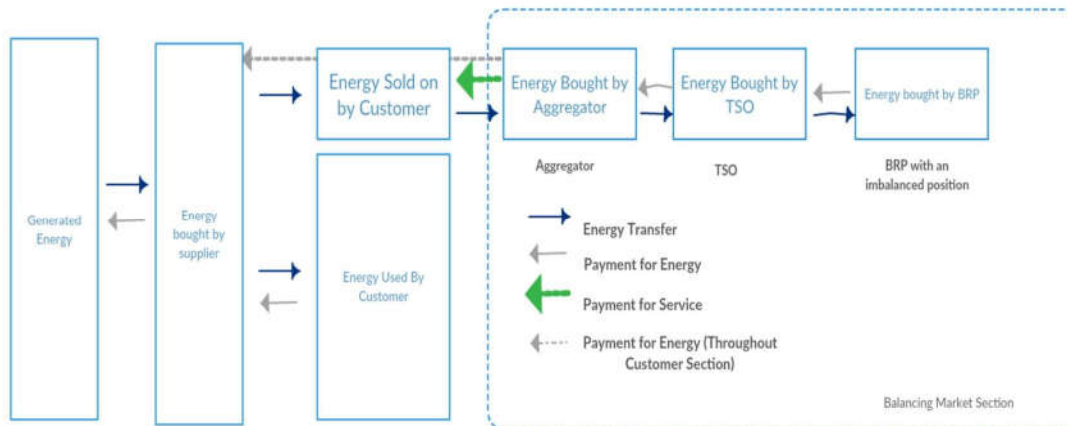 Generated
Energy
Energy
bought by
supplier
Energy Sold on
by Customer
Energy Used By
Customer
Energy Bought by
Aggregator
Energy Bought by
TSO
Energy bought by BRP
Aggregator
TSO
BRP with an
imbalanced position
Energy Transfer
Payment for Energy
Payment for Service
Payment for Energy (Throughout
Customer Section)
Balancing Market Section